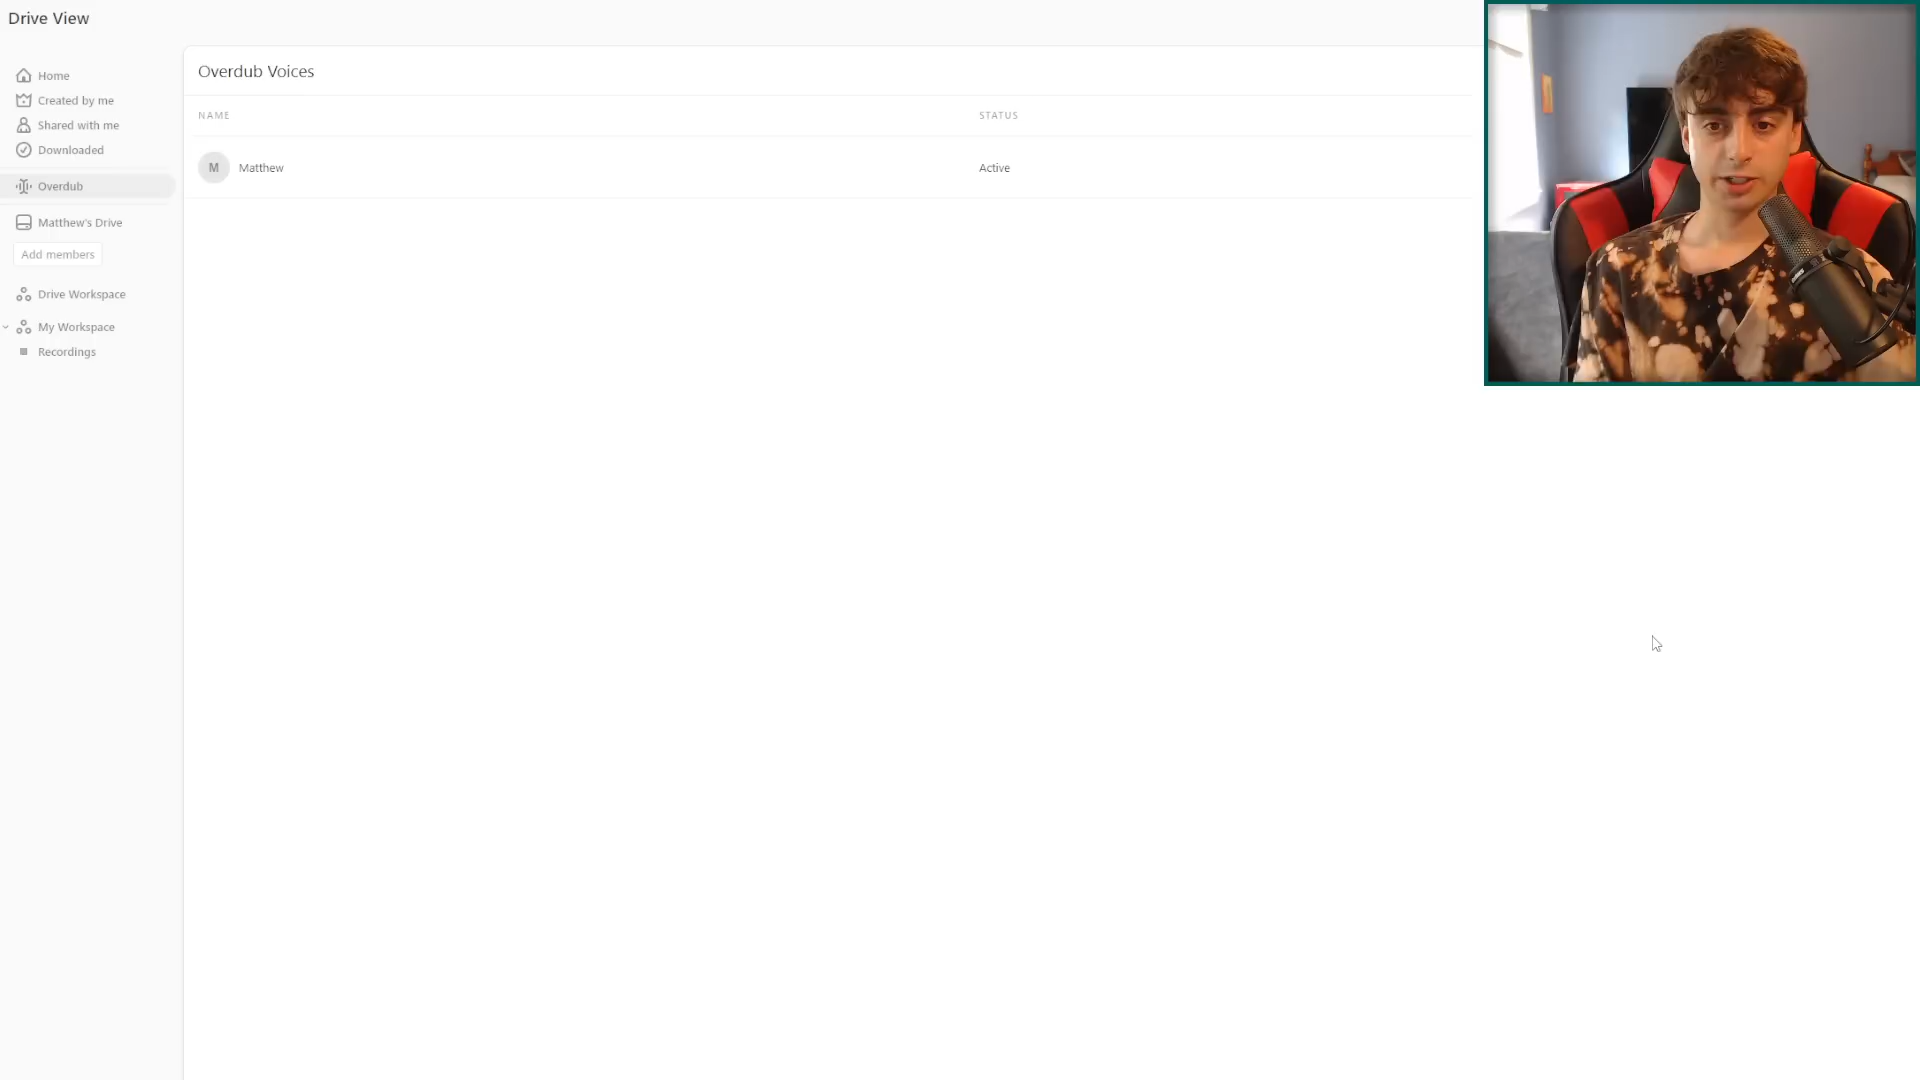 Drive View
Home
Created by me
Shared with me
Downloaded
Overdub
Matthew's Drive
Add members
Drive Workspace
My Workspace
Recordings
Overdub Voices
NAME STATUS
M Matthew Active